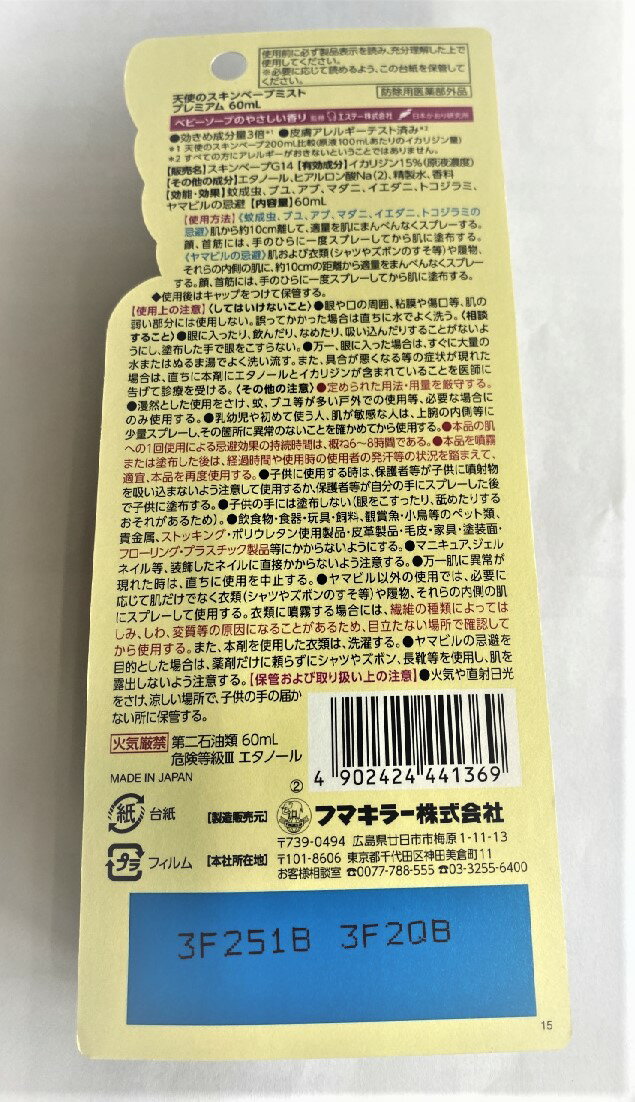 使用前に必ず製品表示を読み、充分理解した上で
使用してください。
※必要に応じて読めるよう、この台紙を保管して
ください。
天使のスキンベープミスト
プレミアム 60mL
防除用医薬部外品
ベビーソープのやさしい香り 監修 エステー株式会社 日本かおり研究所
●効きめ成分量3倍*1 ●皮膚アレルギーテスト済み*2
*1 天使のスキンベープ200mL比較(原液100mLあたりのイカリジン量)
*2 すべての方にアレルギーがおきないということではありません。
【販売名】スキンベープG14【有効成分】イカリジン15%(原液濃度)
【その他の成分】エタノール、ヒアルロン酸Na(2)、精製水、香料
【効能・効果】蚊成虫、ブユ、アブ、マダニ、イエダニ、トコジラミ、
ヤマビルの忌避【内容量】60mL
【使用方法】《蚊成虫、ブユ、アブ、マダニ、イエダニ、トコジラミの
忌避》肌から約10cm離して、適量を肌にまんべんなくスプレーする。
顔、首筋には、手のひらに一度スプレーしてから肌に塗布する。
《ヤマビルの忌避》肌および衣類(シャツやズボンのすそ等)や履物、
それらの内側の肌に、約10cmの距離から適量をまんべんなくスプレー
する。顔、首筋には、手のひらに一度スプレーしてから肌に塗布する。
◆使用後はキャップをつけて保管する。
【使用上の注意】〈してはいけないこと〉●眼や口の周囲、粘膜や傷口等、肌の
弱い部分には使用しない。誤ってかかった場合は直ちに水でよく洗う。〈相談
すること〉●眼に入ったり、飲んだり、なめたり、吸い込んだりすることがないよ
うにし、塗布した手で眼をこすらない。●万一、眼に入った場合は、すぐに大量の
水またはぬるま湯でよく洗い流す。また、具合が悪くなる等の症状が現れた
場合は、直ちに本剤にエタノールとイカリジンが含まれていることを医師に
告げて診療を受ける。〈その他の注意〉●定められた用法・用量を厳守する。
●漫然とした使用をさけ、蚊、ブユ等が多い戸外での使用等、必要な場合に
のみ使用する。●乳幼児や初めて使う人、肌が敏感な人は、上腕の内側等に
少量スプレーし、その箇所に異常のないことを確かめてから使用する。●本品の肌
への1回使用による忌避効果の持続時間は、概ね6~8時間である。●本品を噴霧
または塗布した後は、経過時間や使用時の使用者の発汗等の状況を踏まえて、
適宜、本品を再度使用する。●子供に使用する時は、保護者等が子供に噴射物
を吸い込まないよう注意して使用するか、保護者等が自分の手にスプレーした後
で子供に塗布する。●子供の手には塗布しない(眼をこすったり、舐めたりする
おそれがあるため)。●飲食物・食器・玩具・飼料、観賞魚・小鳥等のペット類、
貴金属、ストッキング・ポリウレタン使用製品・皮革製品・毛皮・家具・塗装面・
フローリング・プラスチック製品等にかからないようにする。●マニキュア、ジェル
ネイル等、装飾したネイルに直接かからないよう注意する。●万一肌に異常が
現れた時は、直ちに使用を中止する。●ヤマビル以外の使用では、必要に
応じて肌だけでなく衣類(シャツやズボンのすそ等)や履物、それらの内側の肌
にスプレーして使用する。衣類に噴霧する場合には、繊維の種類によっては
しみ、しわ、変質等の原因になることがあるため、目立たない場所で確認して
から使用する。また、本剤を使用した衣類は、洗濯する。●ヤマビルの忌避を
目的とした場合は、薬剤だけに頼らずにシャツやズボン、長靴等を使用し、肌を
露出しないよう注意する。【保管および取り扱い上の注意】●火気や直射日光
をさけ、涼しい場所で、子供の手の届か
ない所に保管する。
火気厳禁 第二石油類 60mL
危険等級Ⅲ エタノール
MADE IN JAPAN
4 902424 441369
②
紙 台紙
【製造販売元】 フマキラー株式会社
〒739-0494 広島県廿日市市梅原1-11-13
プラ フィルム
【本社所在地】 〒101-8606 東京都千代田区神田美倉町11
お客様相談室 ☎0077-788-555 ☎03-3255-6400
3F251B 3F20B
15